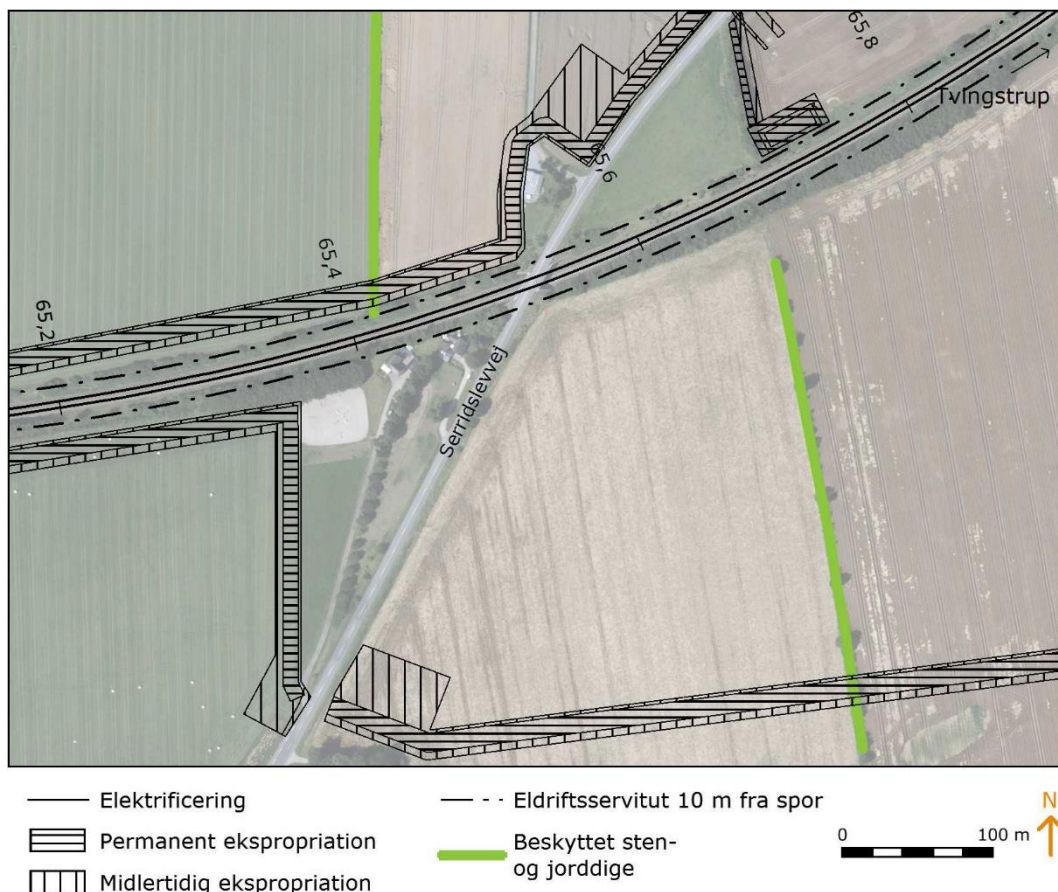 65,8
Tvingstrup
65,6
65,4
65,2
Serridslevvej
Elektrificering
Permanent ekspropriation
Midlertidig ekspropriation
Eldriftsservitut 10 m fra spor
Beskyttet sten-
og jorddige
0 100 m
N